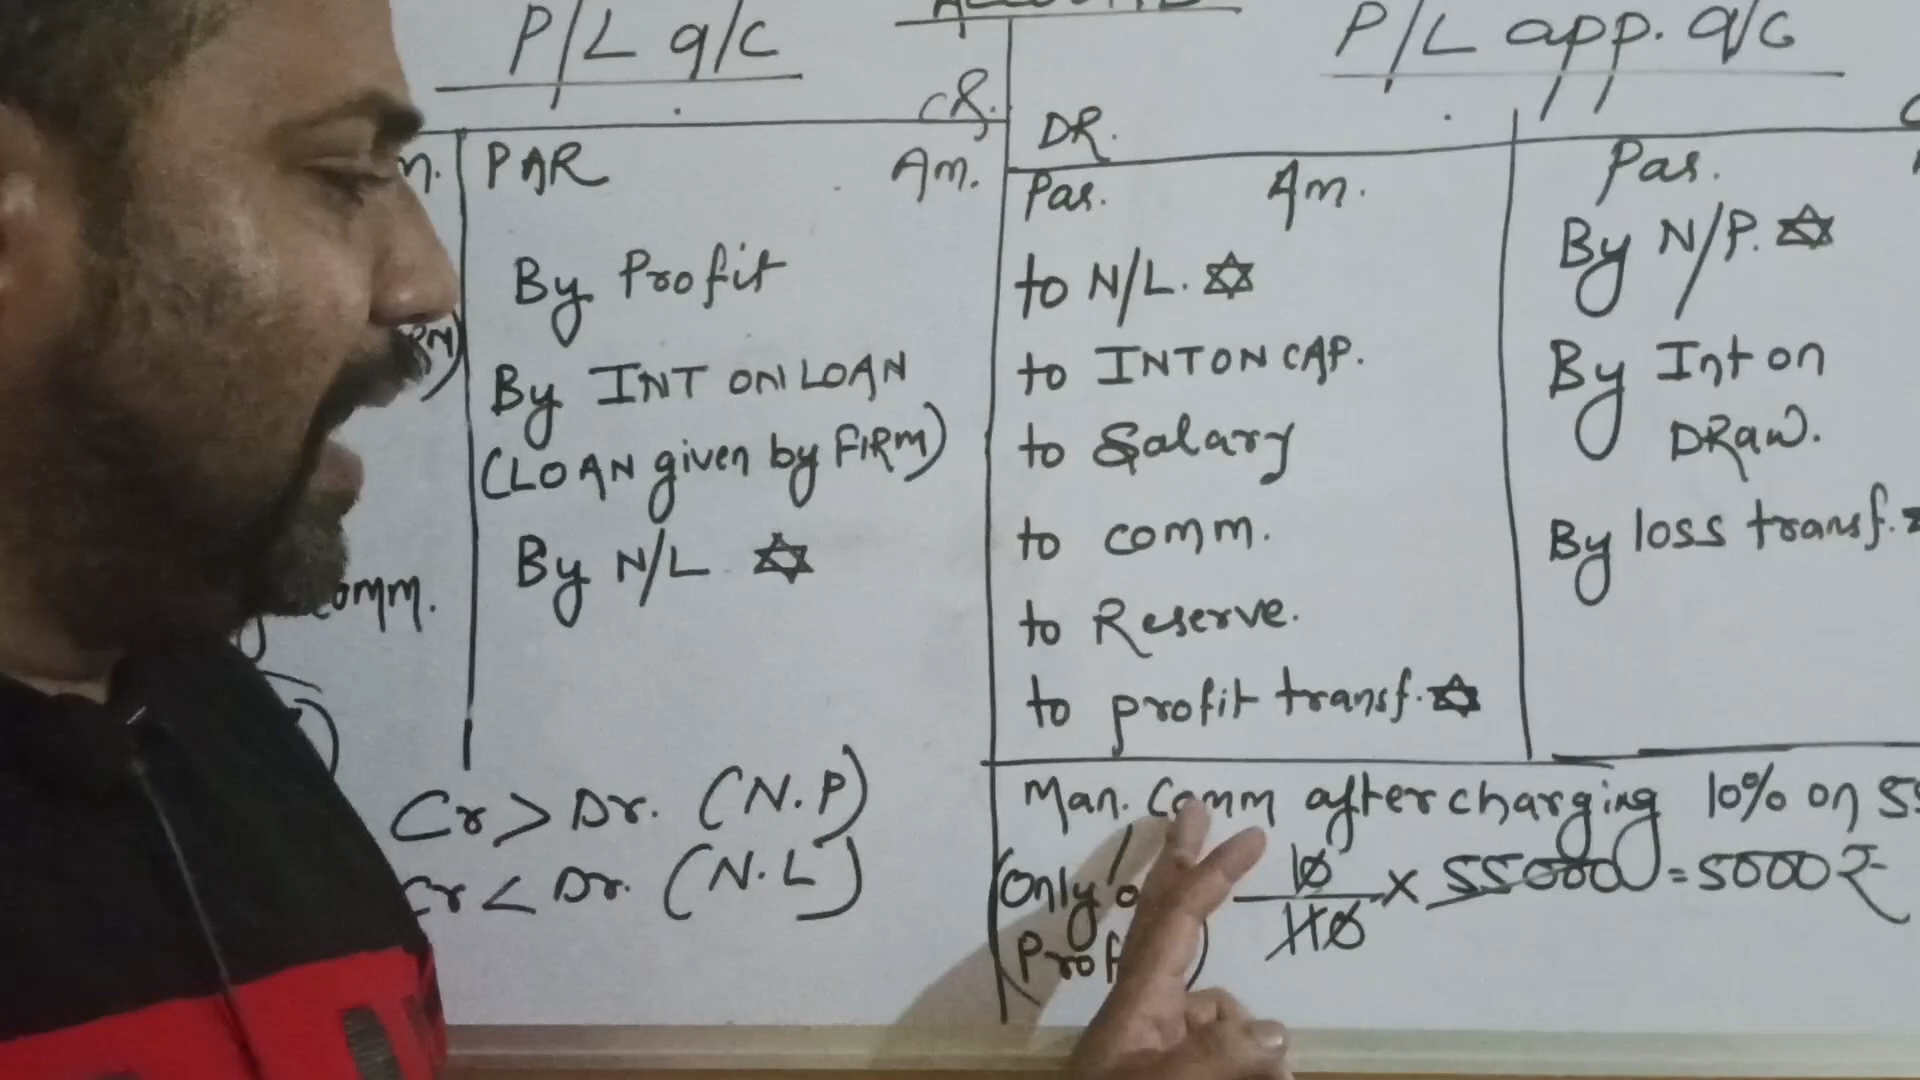 P/L a/c
CR.
PAR Am.
By Profit
By INT ON LOAN
(LOAN given by FIRM)
By N/L ✡
comm.
Cr > Dr. (N.P)
Cr < Dr. (N.L)
P/L app. a/c
DR.
Par. Am.
to N/L. ✡
to INT ON CAP.
to Salary
to comm.
to Reserve.
to profit transf. ✡
Par.
By N/P. ✡
By Int on
DRaw.
By loss transf.
Man. Comm after charging 10% on
(Only
10/110 × 55000 = 5000 ₹